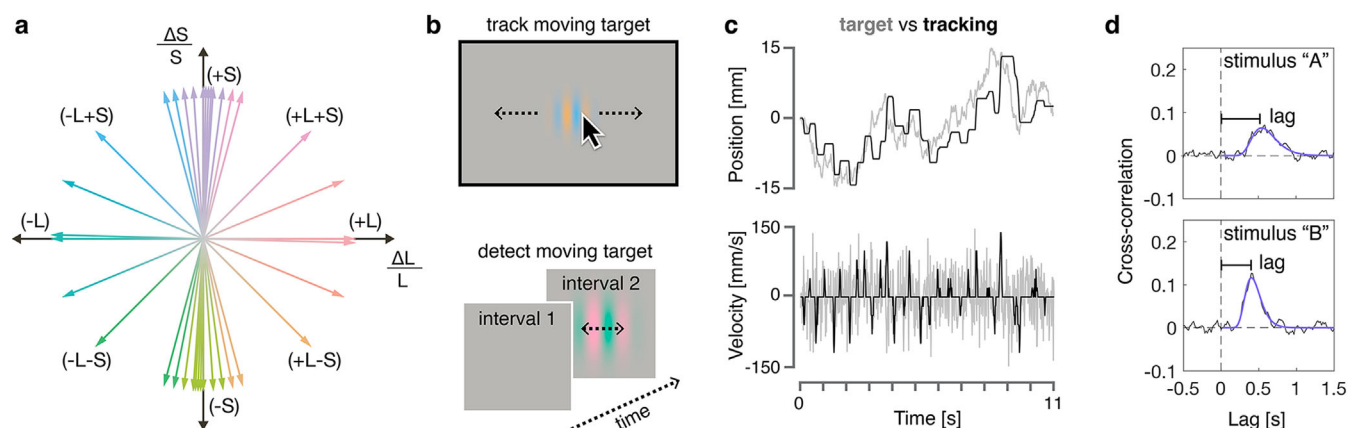 a
ΔS
S
(+S)
(-L+S)
(+L+S)
(-L)
(+L)
ΔL
L
(-L-S)
(+L-S)
(-S)
b
track moving target
detect moving target
interval 1
interval 2
time
c
target vs tracking
Position [mm]
15
0
-15
Velocity [mm/s]
150
0
-150
0
11
Time [s]
d
Cross-correlation
0.2
0.1
0
-0.1
stimulus “A”
lag
0.2
0.1
0
-0.1
stimulus “B”
lag
-0.5
0
0.5
1
1.5
Lag [s]